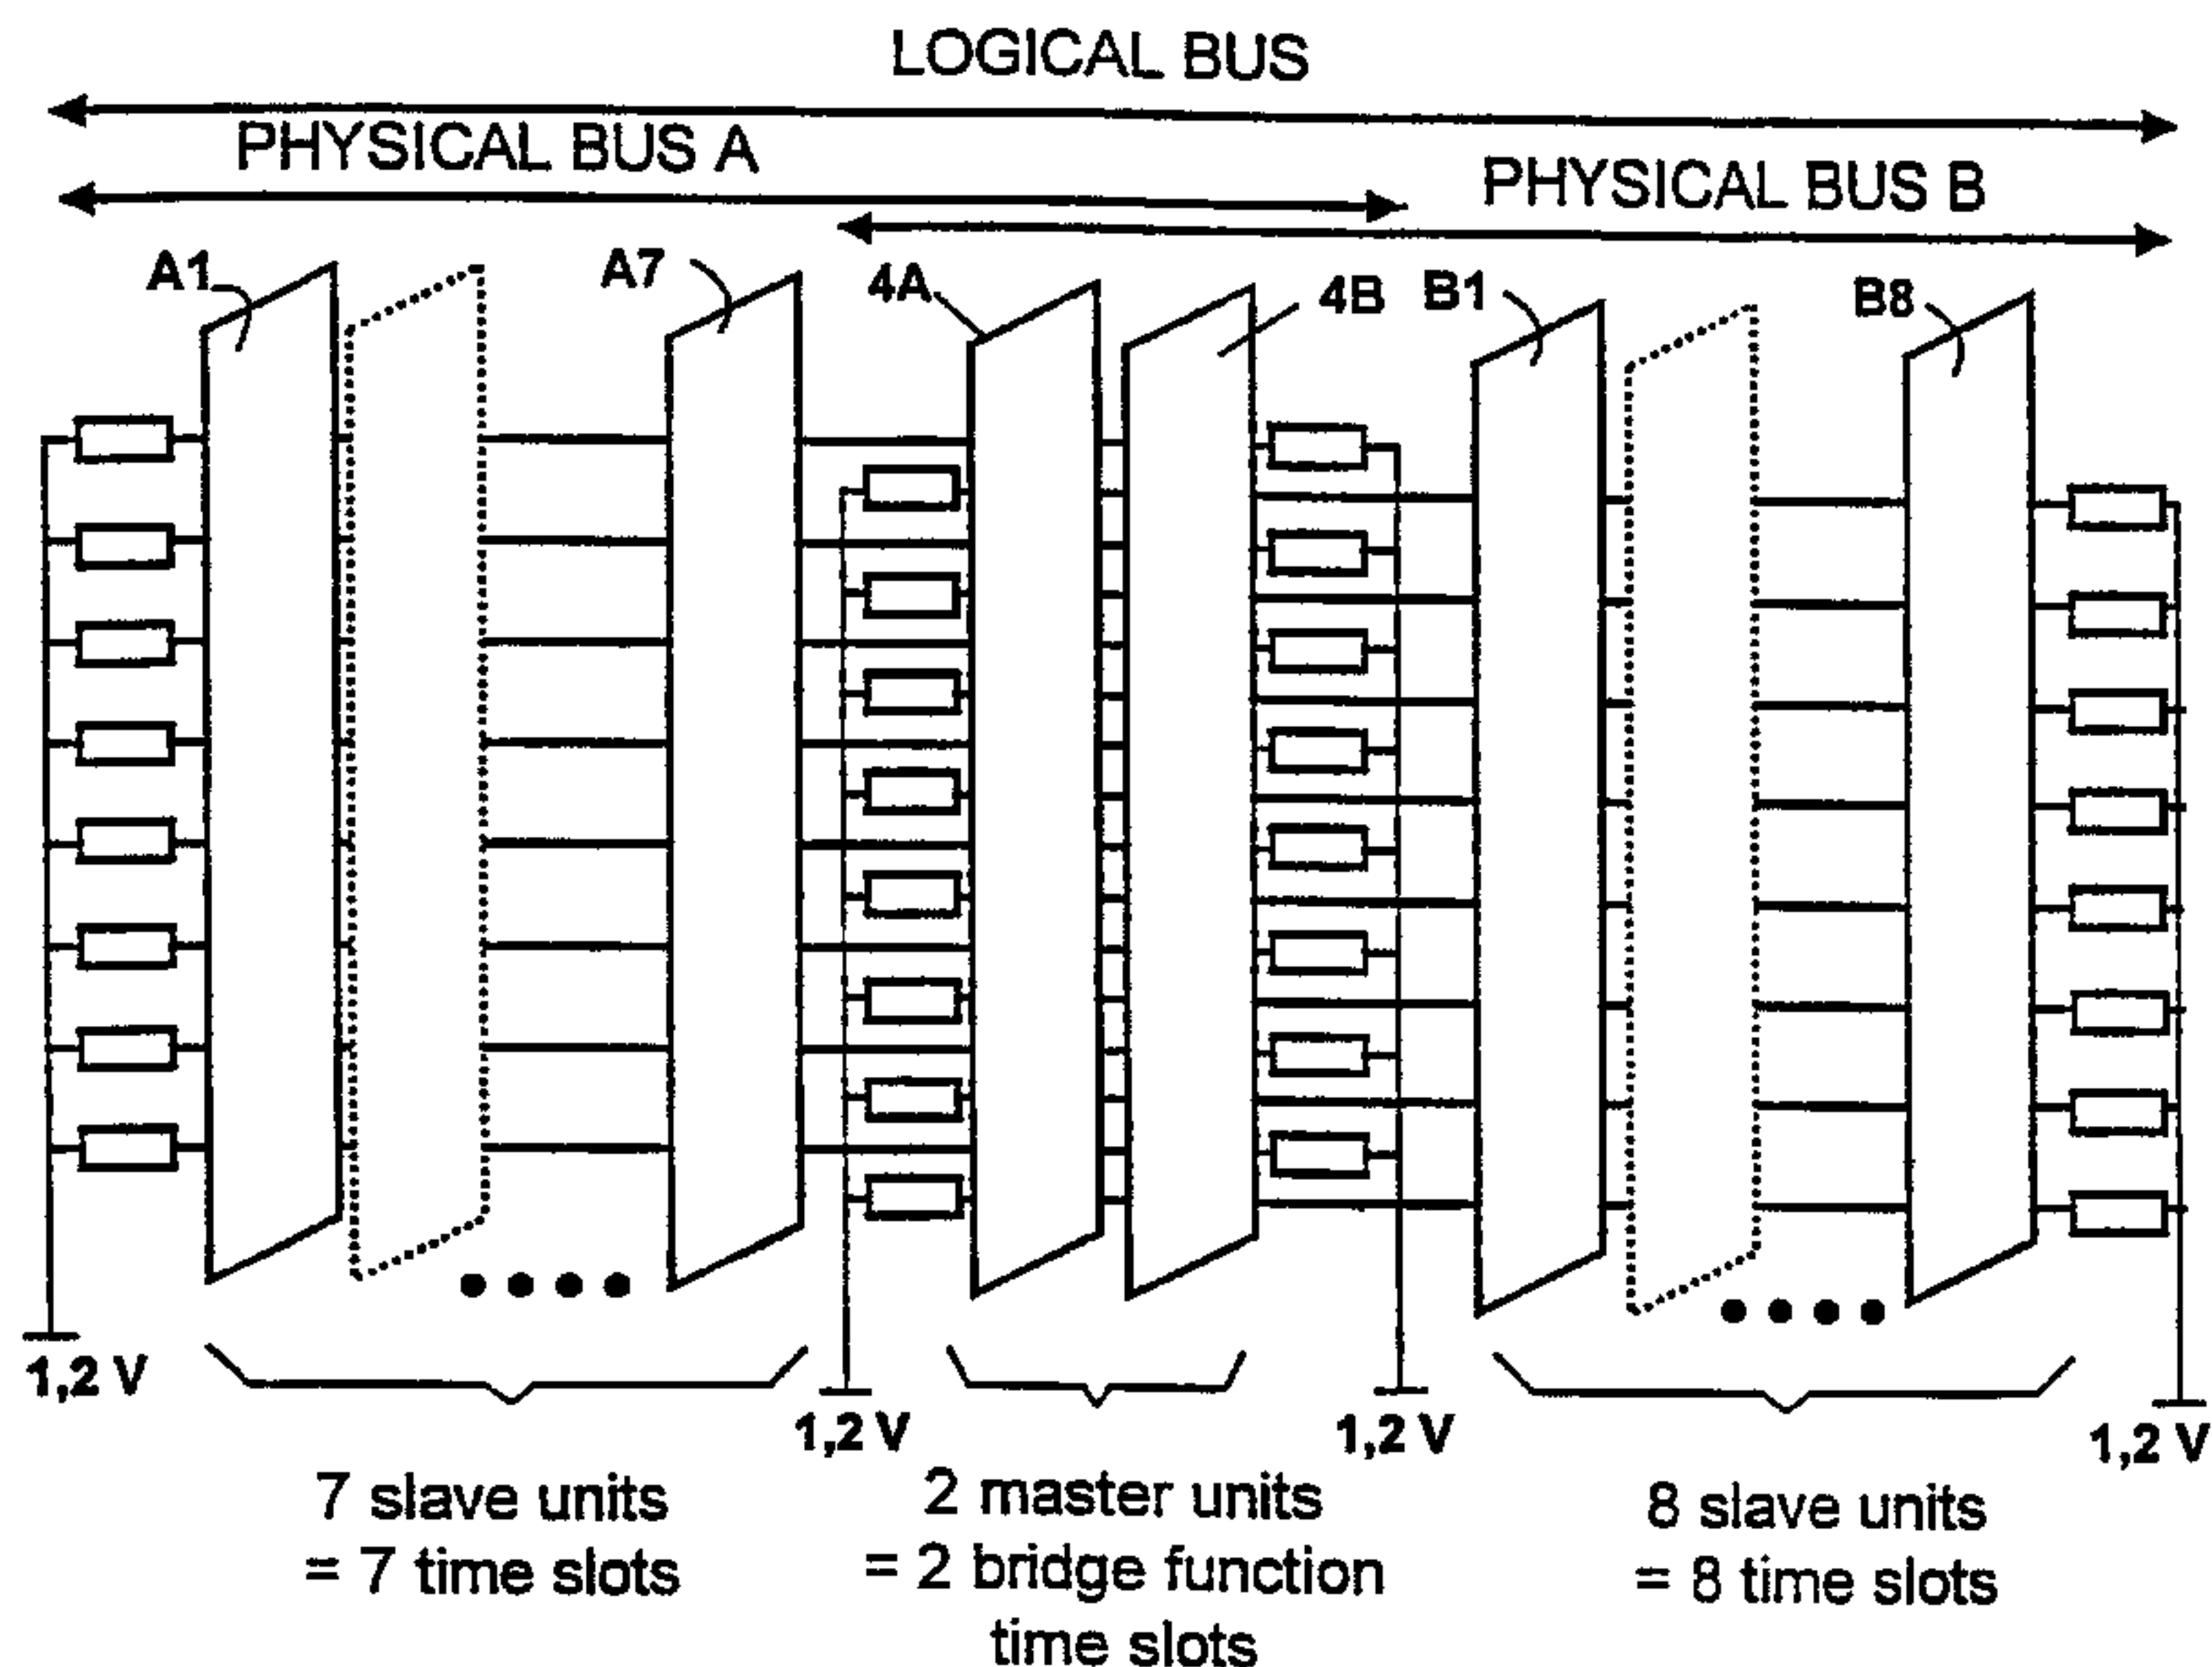 LOGICAL BUS
PHYSICAL BUS A
PHYSICAL BUS B
A1
A7
4A
4B
B1
B8
1,2 V
1,2 V
1,2 V
1,2 V
7 slave units
= 7 time slots
2 master units
= 2 bridge function
time slots
8 slave units
= 8 time slots